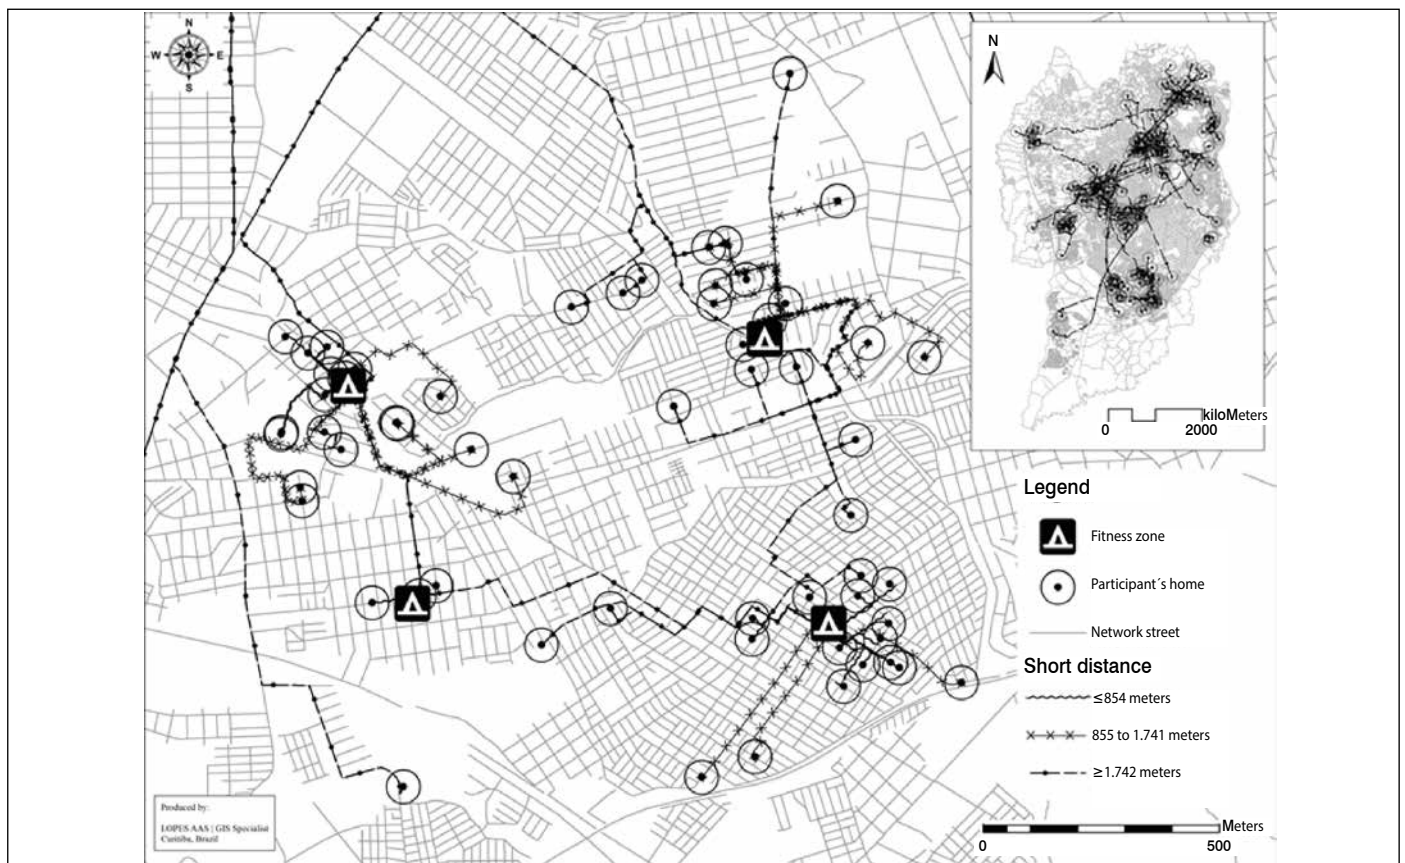 N
W E
S
N
kiloMeters
0 2000
Legend
Fitness zone
Participant´s home
Network street
Short distance
≤854 meters
855 to 1.741 meters
≥1.742 meters
Meters
0 500
Produced by:
LOPES AAS | GIS Specialist
Curitiba, Brazil